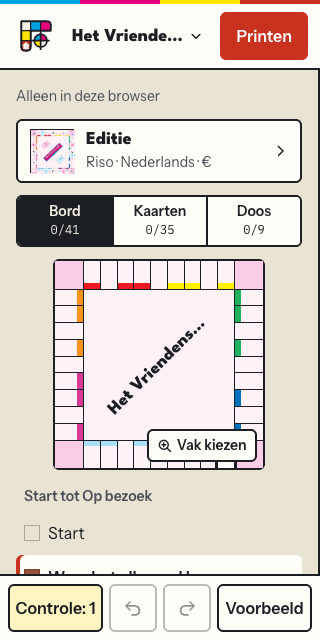 Het Vriende...
Printen
Alleen in deze browser
Editie
Riso · Nederlands · €
Bord
0/41
Kaarten
0/35
Doos
0/9
Het Vriendens...
Vak kiezen
Start tot Op bezoek
Start
Controle: 1
Voorbeeld